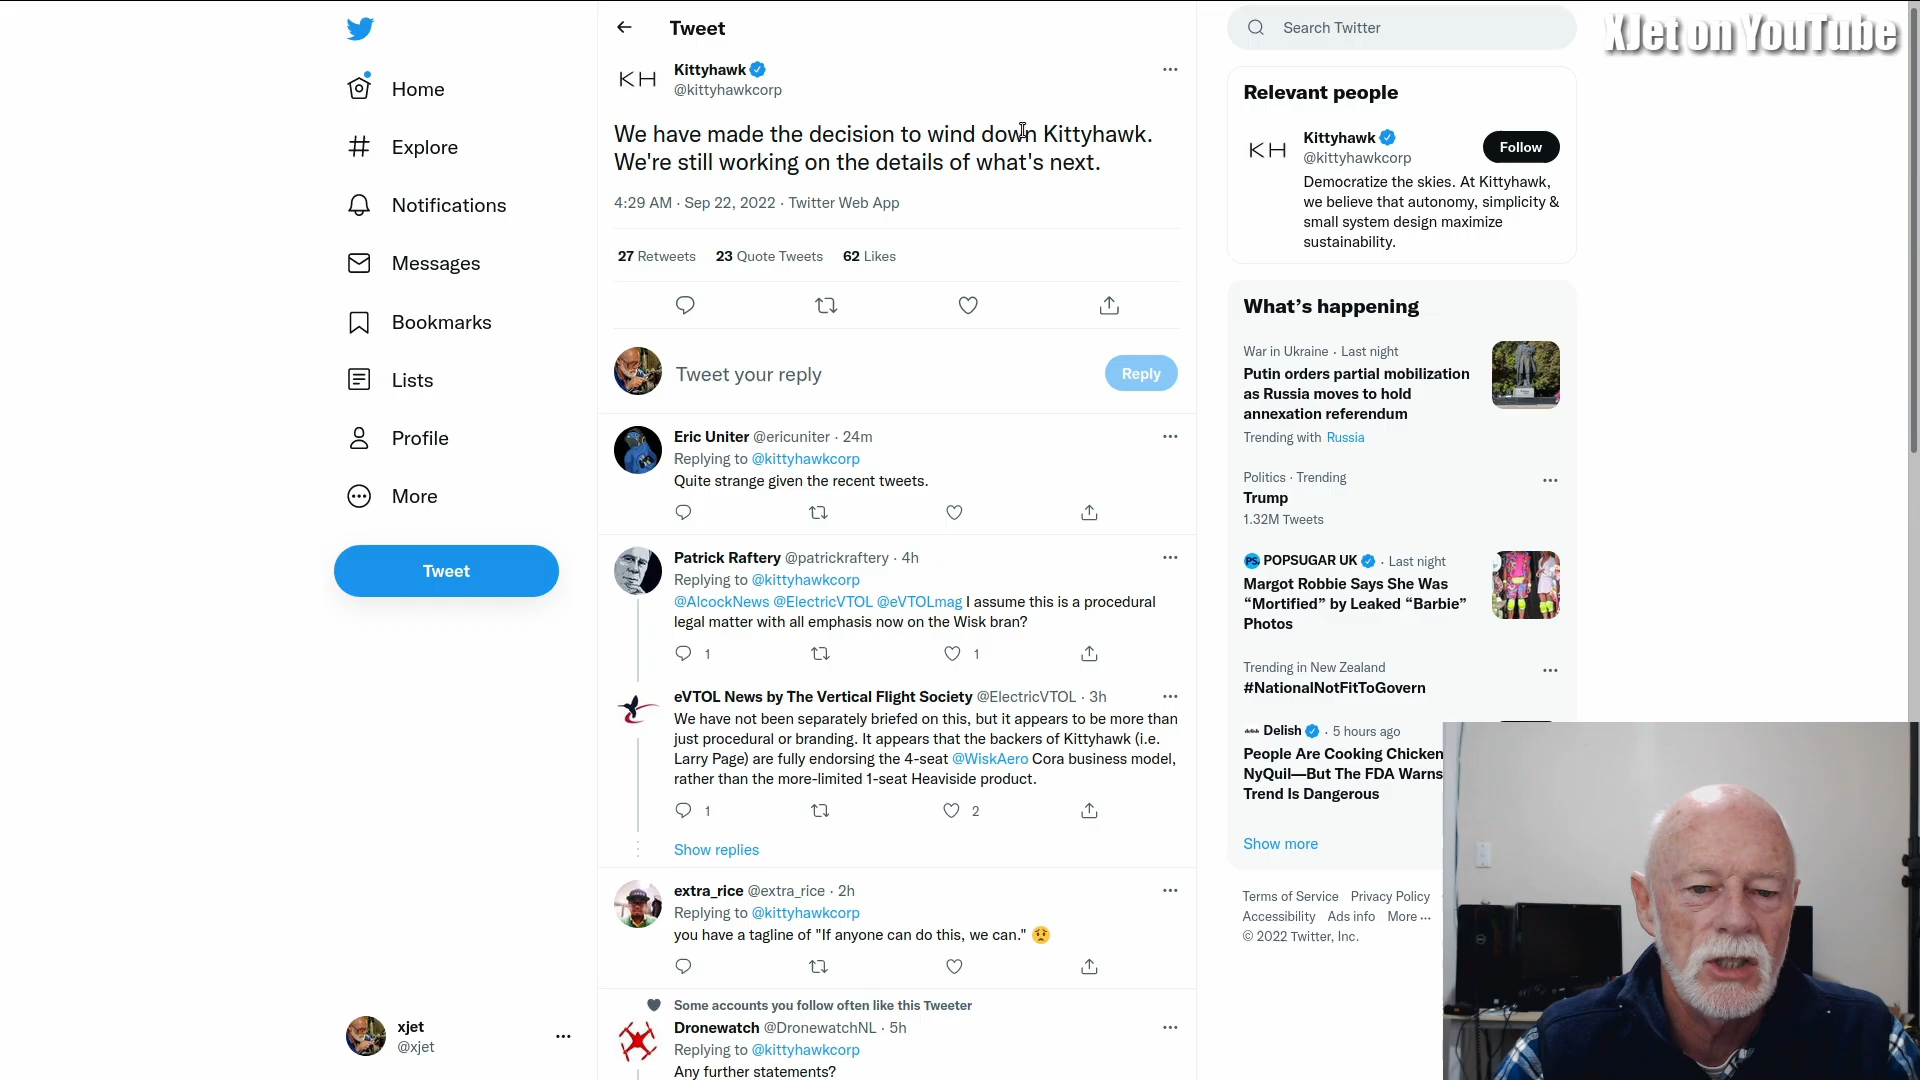 Home
Explore
Notifications
Messages
Bookmarks
Lists
Profile
More
Tweet
xjet
@xjet
Tweet
KH
Kittyhawk
@kittyhawkcorp
We have made the decision to wind down Kittyhawk.
We're still working on the details of what's next.
4:29 AM · Sep 22, 2022 · Twitter Web App
27 Retweets 23 Quote Tweets 62 Likes
Tweet your reply
Reply
Eric Uniter @ericuniter · 24m
Replying to @kittyhawkcorp
Quite strange given the recent tweets.
Patrick Raftery @patrickraftery · 4h
Replying to @kittyhawkcorp
@AlcockNews @ElectricVTOL @eVTOLmag I assume this is a procedural
legal matter with all emphasis now on the Wisk bran?
1 1
eVTOL News by The Vertical Flight Society @ElectricVTOL · 3h
We have not been separately briefed on this, but it appears to be more than
just procedural or branding. It appears that the backers of Kittyhawk (i.e.
Larry Page) are fully endorsing the 4-seat @WiskAero Cora business model,
rather than the more-limited 1-seat Heaviside product.
1 2
Show replies
extra_rice @extra_rice · 2h
Replying to @kittyhawkcorp
you have a tagline of "If anyone can do this, we can." 😟
Some accounts you follow often like this Tweeter
Dronewatch @DronewatchNL · 5h
Replying to @kittyhawkcorp
Any further statements?
Search Twitter
XJet on YouTube
Relevant people
KH
Kittyhawk
@kittyhawkcorp
Follow
Democratize the skies. At Kittyhawk,
we believe that autonomy, simplicity &
small system design maximize
sustainability.
What's happening
War in Ukraine · Last night
Putin orders partial mobilization
as Russia moves to hold
annexation referendum
Trending with Russia
Politics · Trending
Trump
1.32M Tweets
PS POPSUGAR UK · Last night
Margot Robbie Says She Was
“Mortified” by Leaked “Barbie”
Photos
Trending in New Zealand
#NationalNotFitToGovern
delish Delish · 5 hours ago
People Are Cooking Chicken
NyQuil—But The FDA Warns
Trend Is Dangerous
Show more
Terms of Service Privacy Policy
Accessibility Ads info More ···
© 2022 Twitter, Inc.